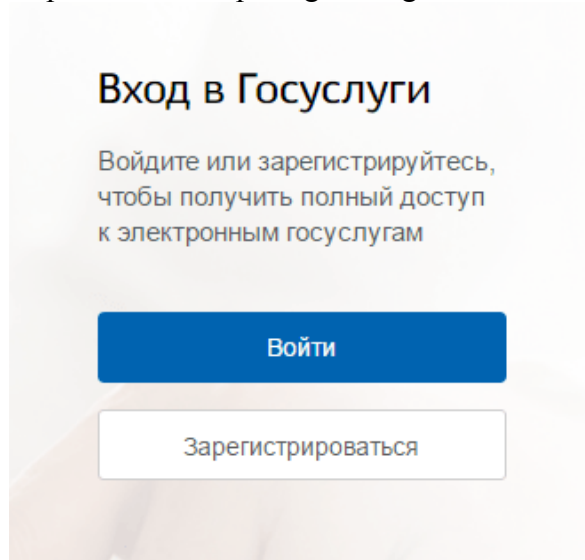 Вход в Госуслуги
Войдите или зарегистрируйтесь,
чтобы получить полный доступ
к электронным госуслугам
Войти
Зарегистрироваться